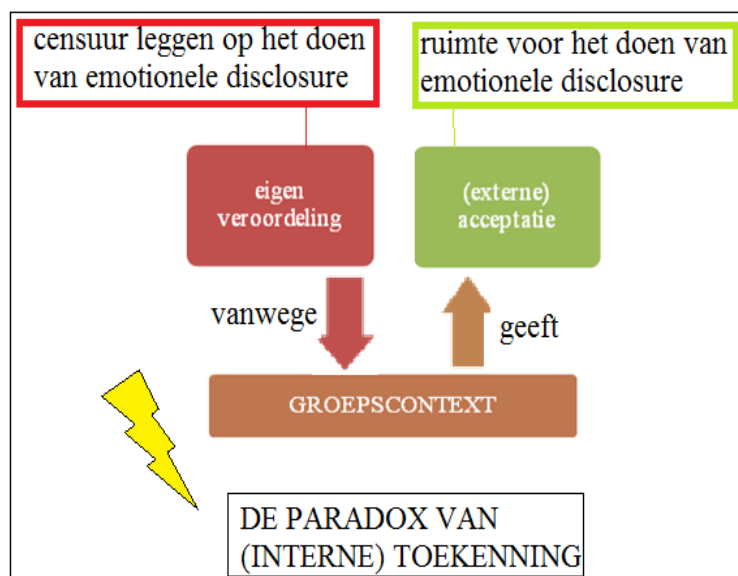 censuur leggen op het doen
van emotionele disclosure
ruimte voor het doen van
emotionele disclosure
eigen
veroordeling
(externe)
acceptatie
vanwege
geeft
GROEPSCONTEXT
DE PARADOX VAN
(INTERNE) TOEKENNING